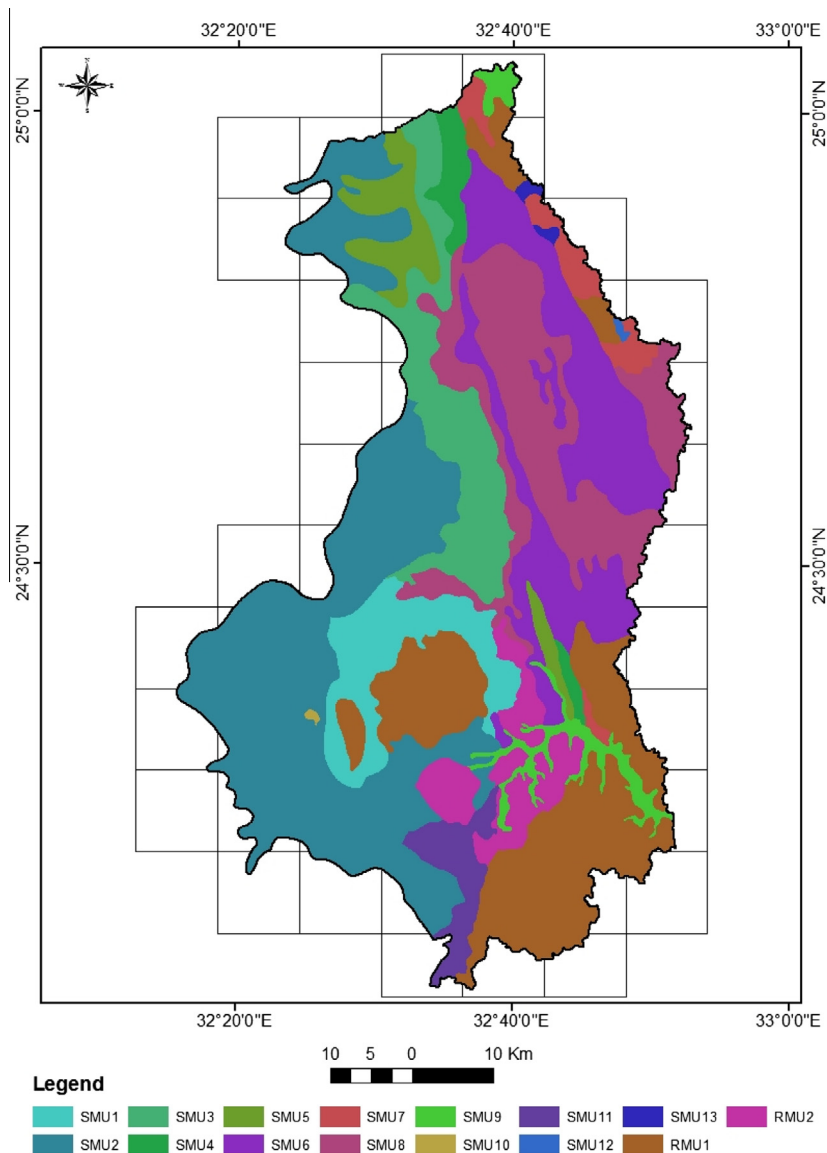 32°20'0"E 32°40'0"E 33°0'0"E
25°0'0"N 25°0'0"N
24°30'0"N 24°30'0"N
32°20'0"E 32°40'0"E 33°0'0"E
10 5 0 10 Km
Legend
SMU1 SMU3 SMU5 SMU7 SMU9 SMU11 SMU13 RMU2
SMU2 SMU4 SMU6 SMU8 SMU10 SMU12 RMU1